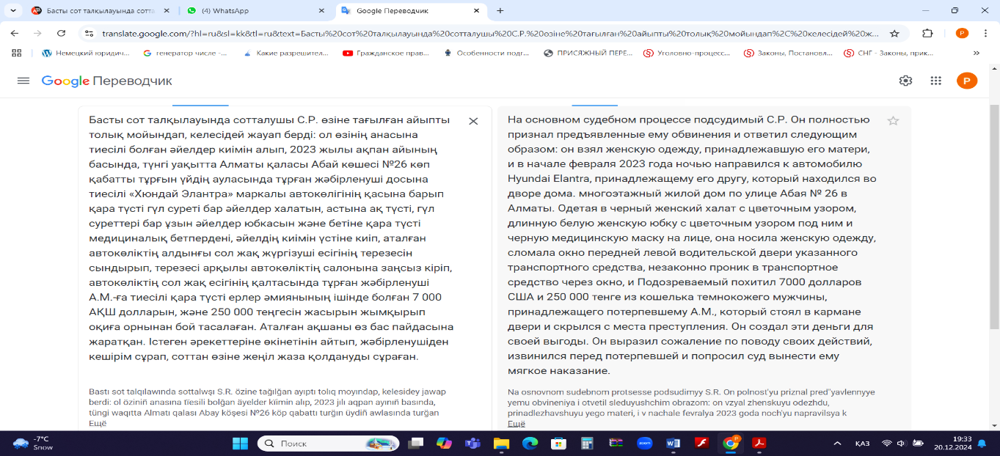 Басты сот талқылауында сотта
(4) WhatsApp
Google Переводчик
translate.google.com/?hl=ru&sl=kk&tl=ru&text=Басты%20сот%20талқылауында%20сотталушы%20С.Р.%20өзіне%20тағылған%20айыпты%20толық%20мойындап%2C%20келесідей%20ж...
Немецкий юридич...
генератор числе -...
Какие разрешител...
Гражданское прав...
Особенности подг...
ПРИСЯЖНЫЙ ПЕРЕ...
Уголовно-процесс...
Законы, Постановл...
СНГ - Законы, прик...
Google Переводчик
P
Басты сот талқылауында сотталушы С.Р. өзіне тағылған айыпты
толық мойындап, келесідей жауап берді: ол өзінің анасына
тиесілі болған әйелдер киімін алып, 2023 жылы ақпан айының
басында, түнгі уақытта Алматы қаласы Абай көшесі №26 көп
қабатты тұрғын үйдің ауласында тұрған жәбірленуші досына
тиесілі «Хюндай Элантра» маркалы автокөлігінің қасына барып
қара түсті гүл суреті бар әйелдер халатын, астына ақ түсті, гүл
суреттері бар ұзын әйелдер юбкасын және бетіне қара түсті
медициналық бетперденi, әйелдің киімін үстіне киіп, аталған
автокөліктің алдынғы сол жақ жүргізуші есігінің терезесін
сындырып, терезесі арқылы автокөліктің салонына заңсыз кіріп,
автокөліктің сол жақ есігінің қалтасында тұрған жәбірленуші
А.М.-ға тиесілі қара түсті ерлер әмиянының ішінде болған 7 000
АҚШ долларын, және 250 000 теңгесін жасырын жымқырып
оқиға орнынан бой тасалаған. Аталған ақшаны өз бас пайдасына
жаратқан. Істеген әрекеттеріне өкінетінін айтып, жәбірленушіден
кешірім сұрап, соттан өзіне жеңіл жаза қолдануды сұраған.
Bastı sot talqılawında sottalwşı S.R. özine tağılğan ayıptı tolıq moyındap, kelesidey jawap
berdi: ol öziniñ anasına tïesili bolğan äyelder kïimin alıp, 2023 jılı aqpan ayınıñ basında,
tüngi waqıtta Almatı qalası Abay köşesi №26 köp qabattı turğın üydiñ awlasında turğan
Ещё
На основном судебном процессе подсудимый С.Р. Он полностью
признал предъявленные ему обвинения и ответил следующим
образом: он взял женскую одежду, принадлежавшую его матери,
и в начале февраля 2023 года ночью направился к автомобилю
Hyundai Elantra, принадлежащему его другу, который находился во
дворе дома. многоэтажный жилой дом по улице Абая № 26 в
Алматы. Одетая в черный женский халат с цветочным узором,
длинную белую женскую юбку с цветочным узором под ним и
черную медицинскую маску на лице, она носила женскую одежду,
сломала окно передней левой водительской двери указанного
транспортного средства, незаконно проник в транспортное
средство через окно, и Подозреваемый похитил 7000 долларов
США и 250 000 тенге из кошелька темнокожего мужчины,
принадлежащего потерпевшему А.М., который стоял в кармане
двери и скрылся с места преступления. Он создал эти деньги для
своей выгоды. Он выразил сожаление по поводу своих действий,
извинился перед потерпевшей и попросил суд вынести ему
мягкое наказание.
Na osnovnom sudebnom protsesse podsudimyy S.R. On polnost'yu priznal pred"yavlennyye
yemu obvineniya i otvetil sleduyushchim obrazom: on vzyal zhenskuyu odezhdu,
prinadlezhavshuyu yego materi, i v nachale fevralya 2023 goda noch'yu napravilsya k
Ещё
-7°C
Snow
Поиск
ҚАЗ
19:33
20.12.2024